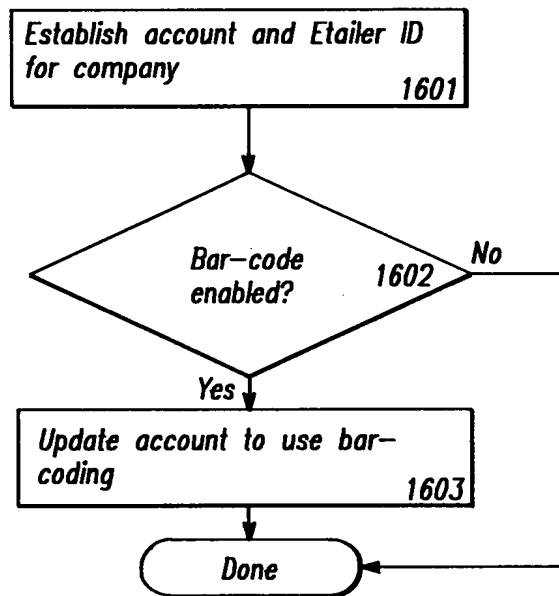 Establish account and Etailer ID
for company
1601
Bar-code
enabled?
1602
No
Yes
Update account to use bar-
coding
1603
Done